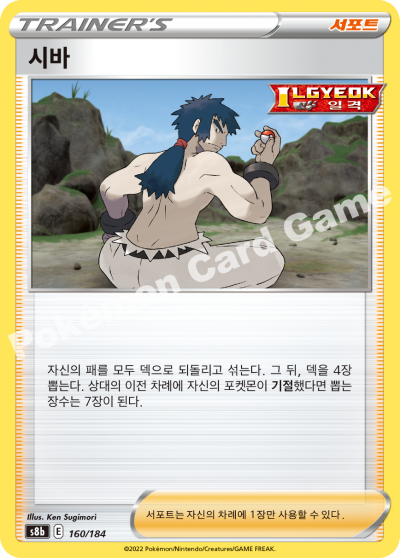 TRAINER'S 서포트
시바
ILGYEOK
일격
Pokémon Card Game
자신의 패를 모두 덱으로 되돌리고 섞는다. 그 뒤, 덱을 4장
뽑는다. 상대의 이전 차례에 자신의 포켓몬이 기절했다면 뽑는
장수는 7장이 된다.
Illus. Ken Sugimori
s8b E 160/184
서포트는 자신의 차례에 1장만 사용할 수 있다.
©2022 Pokémon/Nintendo/Creatures/GAME FREAK.